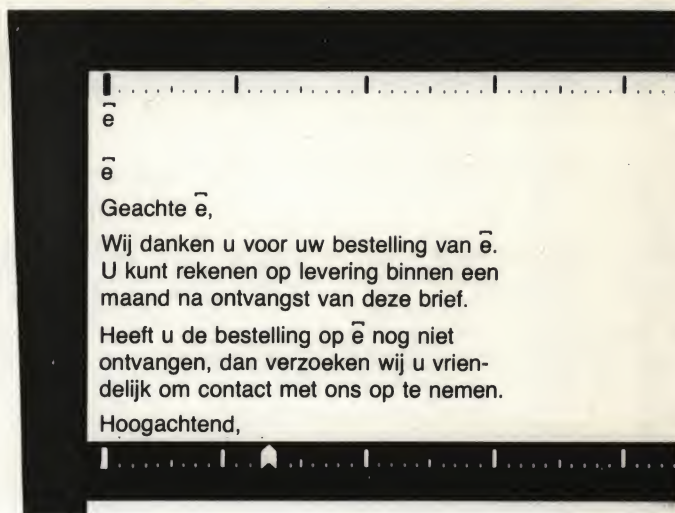 e͡
e͡
Geachte e͡,
Wij danken u voor uw bestelling van e͡.
U kunt rekenen op levering binnen een
maand na ontvangst van deze brief.
Heeft u de bestelling op e͡ nog niet
ontvangen, dan verzoeken wij u vrien-
delijk om contact met ons op te nemen.
Hoogachtend,